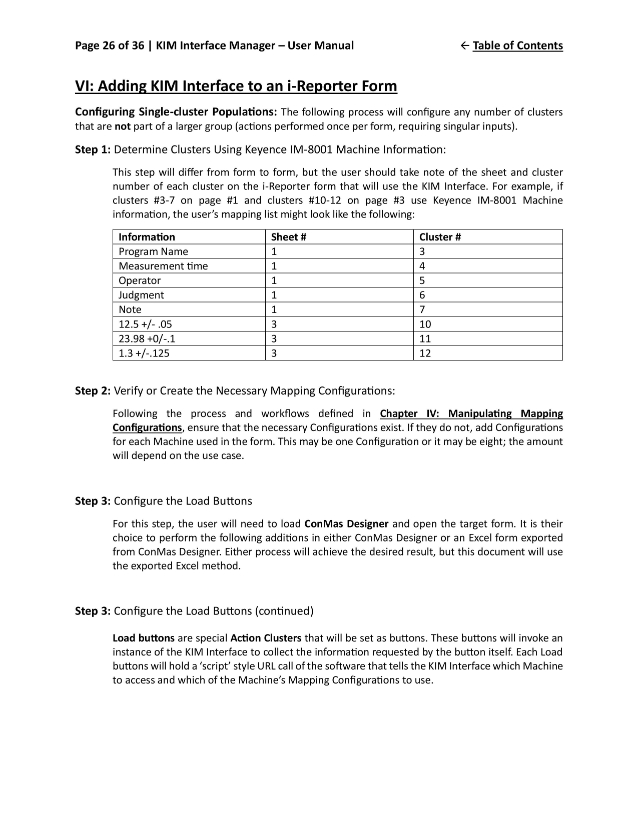 Page 26 of 36 | KIM Interface Manager – User Manual
← Table of Contents
VI: Adding KIM Interface to an i-Reporter Form
Configuring Single-cluster Populations: The following process will configure any number of clusters
that are not part of a larger group (actions performed once per form, requiring singular inputs).
Step 1: Determine Clusters Using Keyence IM-8001 Machine Information:
This step will differ from form to form, but the user should take note of the sheet and cluster
number of each cluster on the i-Reporter form that will use the KIM Interface. For example, if
clusters #3-7 on page #1 and clusters #10-12 on page #3 use Keyence IM-8001 Machine
information, the user’s mapping list might look like the following:
Information Sheet # Cluster #
Program Name 1 3
Measurement time 1 4
Operator 1 5
Judgment 1 6
Note 1 7
12.5 +/- .05 3 10
23.98 +0/-.1 3 11
1.3 +/-.125 3 12
Step 2: Verify or Create the Necessary Mapping Configurations:
Following the process and workflows defined in Chapter IV: Manipulating Mapping
Configurations, ensure that the necessary Configurations exist. If they do not, add Configurations
for each Machine used in the form. This may be one Configuration or it may be eight; the amount
will depend on the use case.
Step 3: Configure the Load Buttons
For this step, the user will need to load ConMas Designer and open the target form. It is their
choice to perform the following additions in either ConMas Designer or an Excel form exported
from ConMas Designer. Either process will achieve the desired result, but this document will use
the exported Excel method.
Step 3: Configure the Load Buttons (continued)
Load buttons are special Action Clusters that will be set as buttons. These buttons will invoke an
instance of the KIM Interface to collect the information requested by the button itself. Each Load
buttons will hold a ‘script’ style URL call of the software that tells the KIM Interface which Machine
to access and which of the Machine’s Mapping Configurations to use.